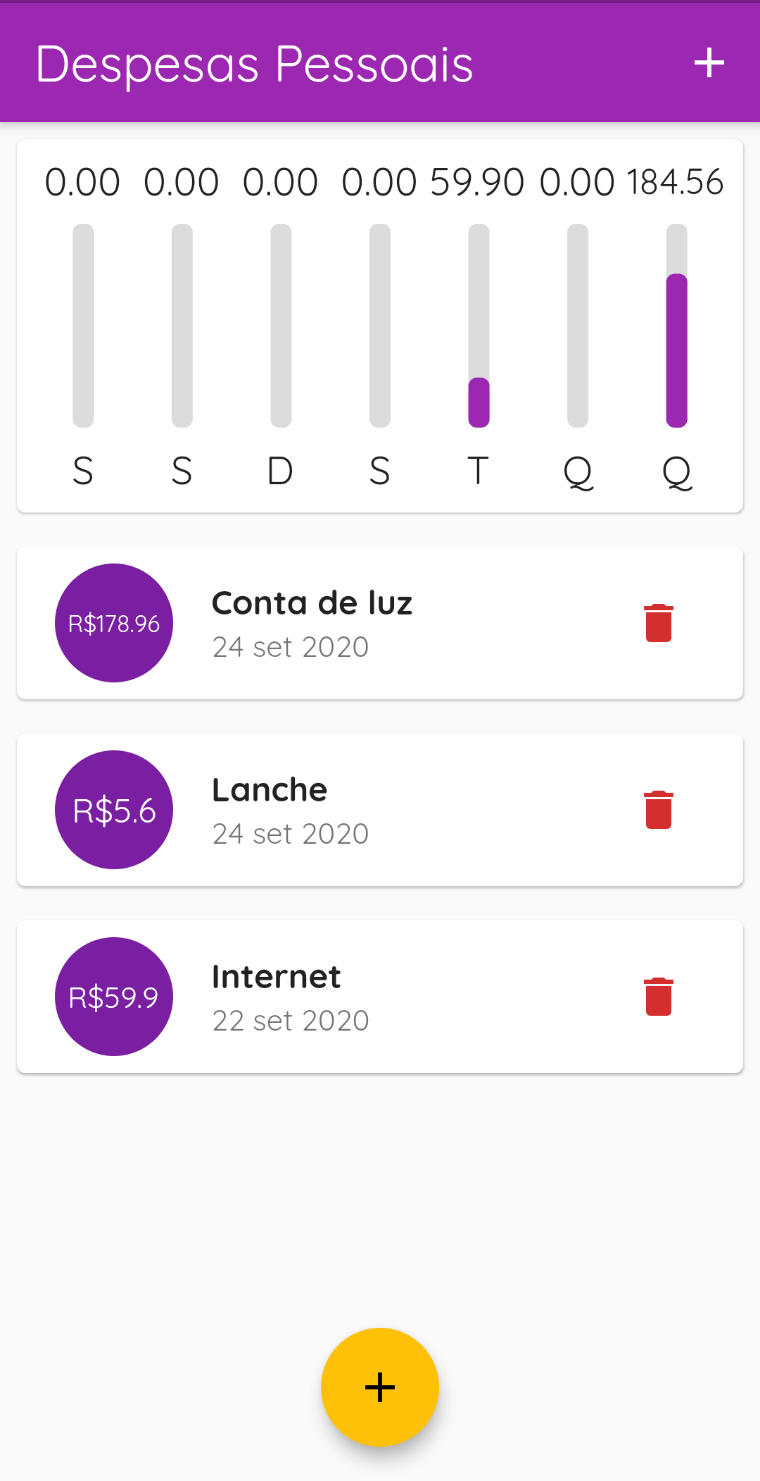 Despesas Pessoais +
0.00 0.00 0.00 0.00 59.90 0.00 184.56
S S D S T Q Q
R$178.96
Conta de luz
24 set 2020
R$5.6
Lanche
24 set 2020
R$59.9
Internet
22 set 2020
+